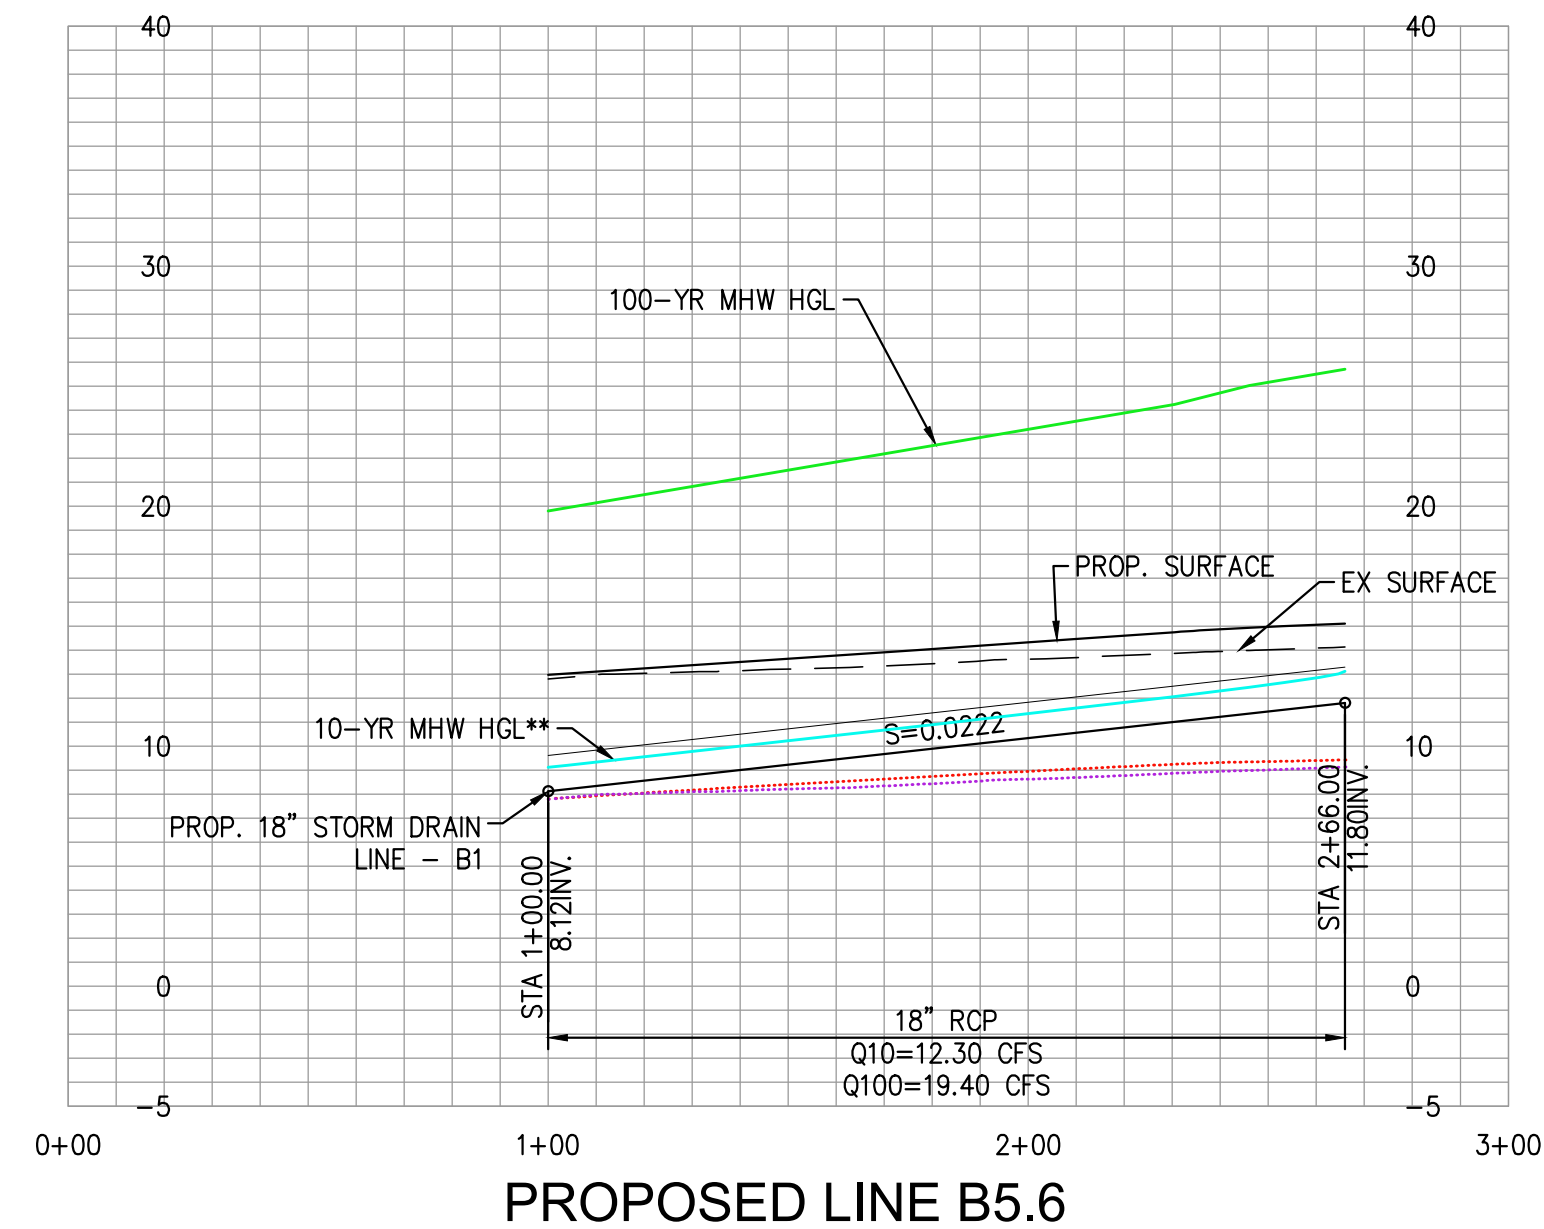 40 40
30 30
100-YR MHW HGL
20 20
PROP. SURFACE
EX SURFACE
10-YR MHW HGL**
S=0.0222
10 10
PROP. 18" STORM DRAIN
LINE - B1
STA 1+00.00
8.12INV.
STA 2+66.00
11.80INV.
0 0
18" RCP
Q10=12.30 CFS
Q100=19.40 CFS
-5 -5
0+00 1+00 2+00 3+00
PROPOSED LINE B5.6